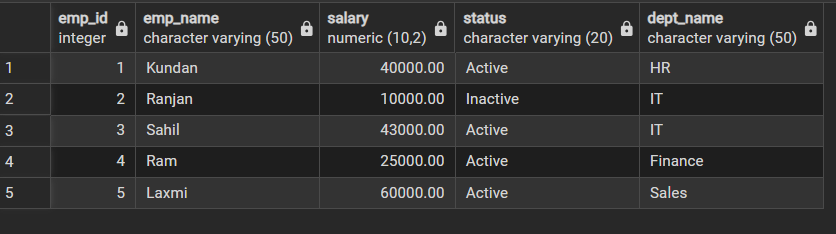 emp_id emp_name salary status dept_name
integer character varying (50) numeric (10,2) character varying (20) character varying (50)
1 1 Kundan 40000.00 Active HR
2 2 Ranjan 10000.00 Inactive IT
3 3 Sahil 43000.00 Active IT
4 4 Ram 25000.00 Active Finance
5 5 Laxmi 60000.00 Active Sales